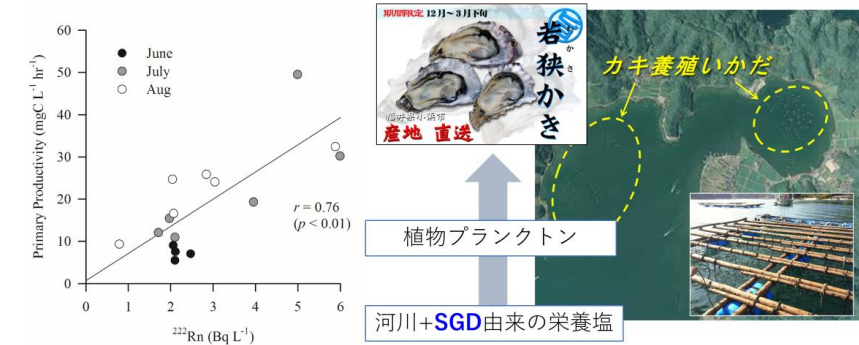 60
50
40
30
20
10
0
Primary Productivity (mgC L⁻¹ hr⁻¹)
June
July
Aug
r = 0.76
(p < 0.01)
0 1 2 3 4 5 6
²²²Rn (Bq L⁻¹)
期間限定 12月～3月下旬
若狭かき
わかさ
福井県小浜市
産地 直送
カキ養殖いかだ
植物プランクトン
河川+SGD由来の栄養塩